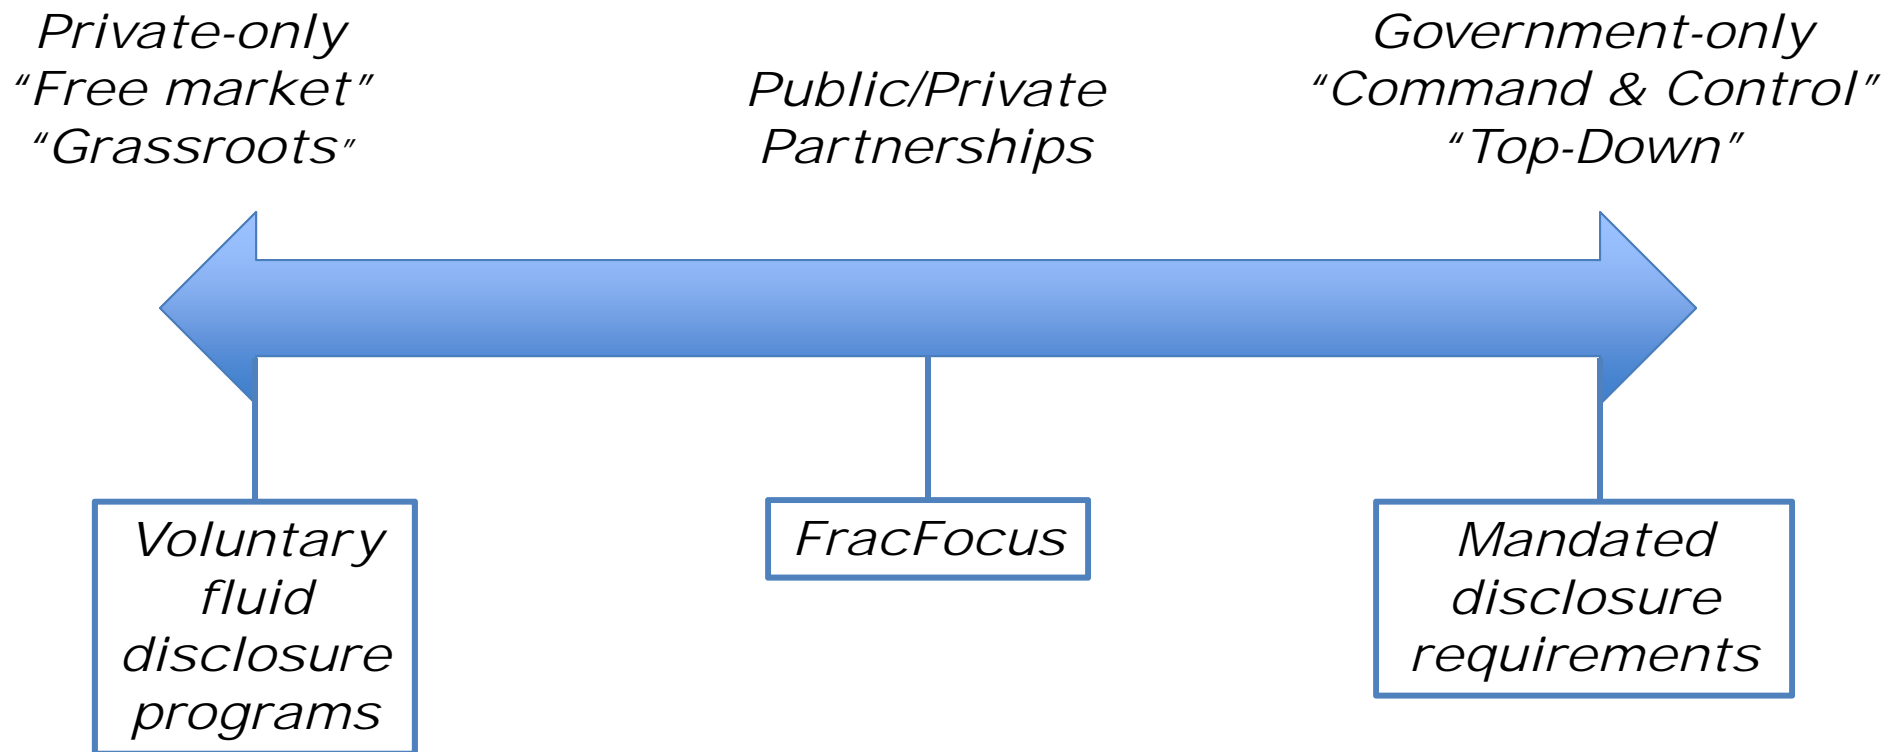 Private-only
“Free market”
“Grassroots”
Public/Private
Partnerships
Government-only
“Command & Control”
“Top-Down”
Voluntary
fluid
disclosure
programs
FracFocus
Mandated
disclosure
requirements